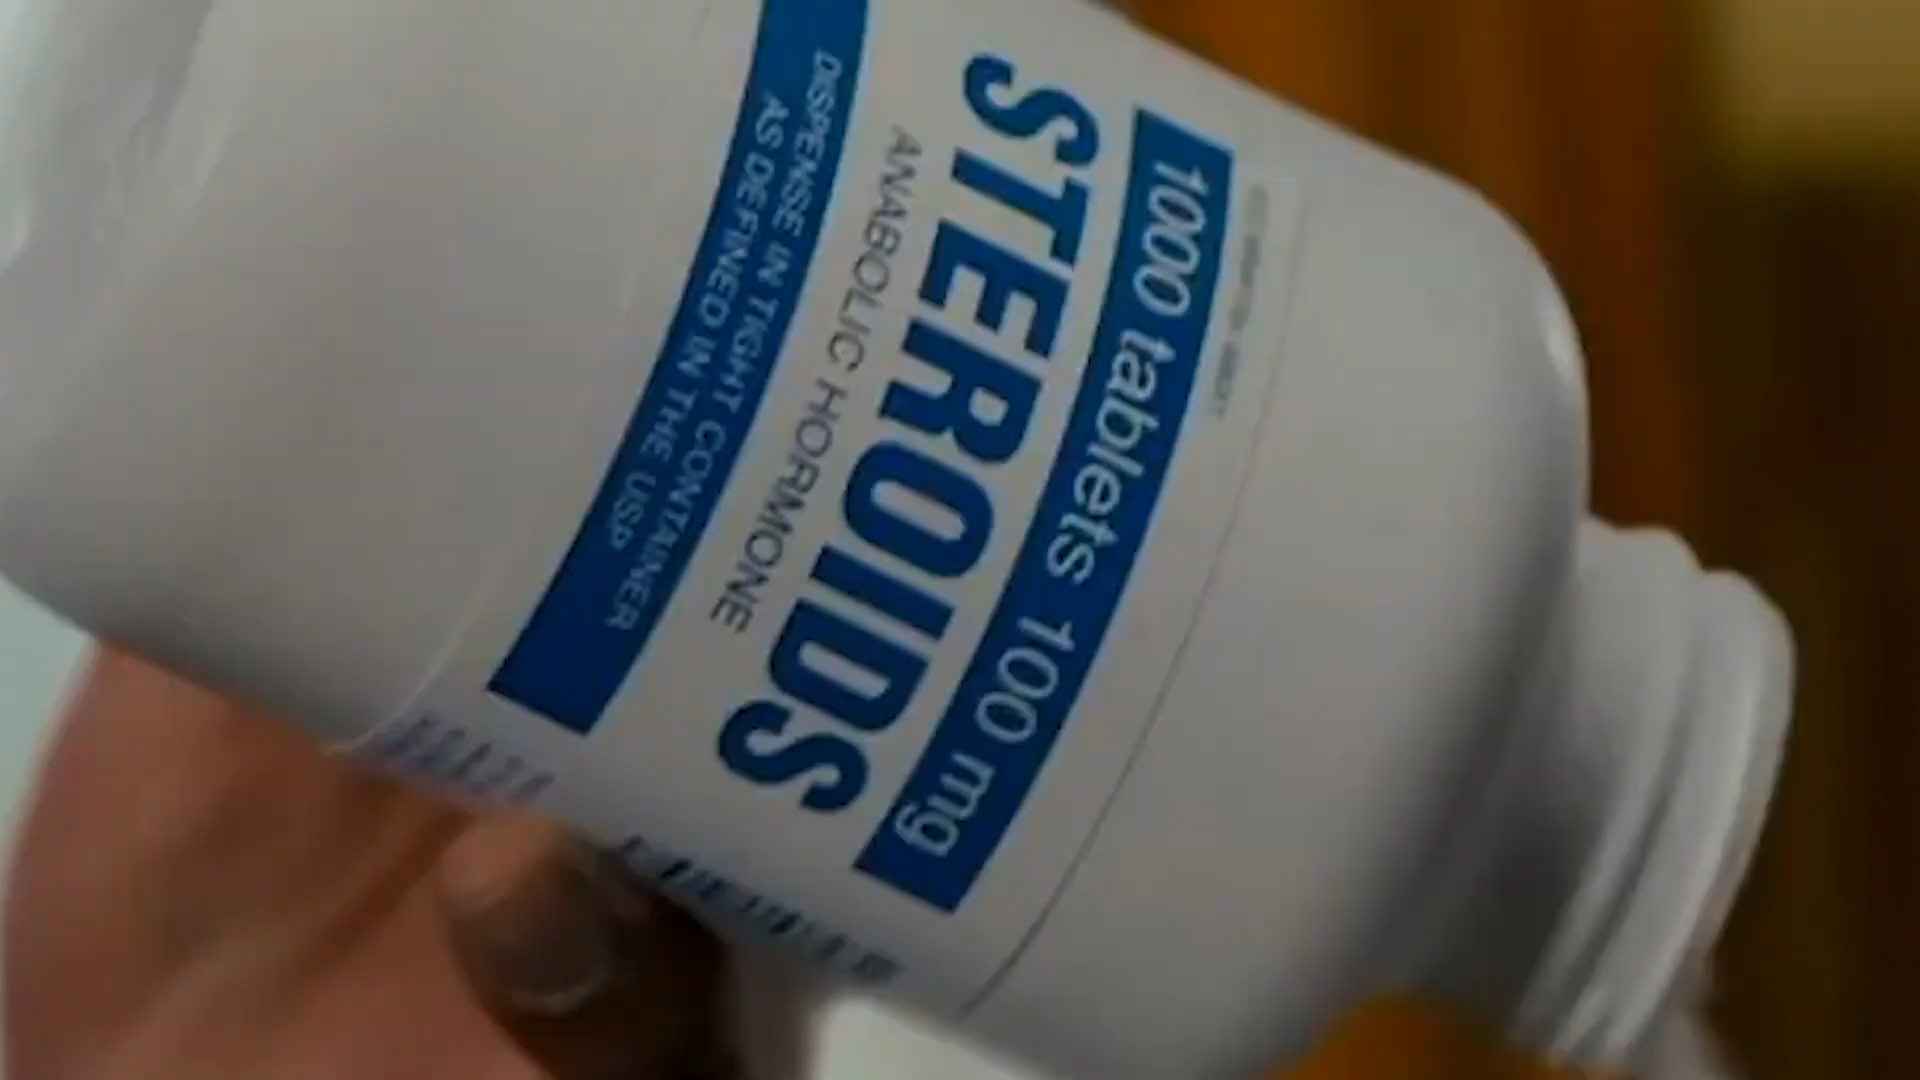 1000 tablets 100 mg
STEROIDS
ANABOLIC HORMONE
DISPENSE IN TIGHT CONTAINER
AS DEFINED IN THE USP